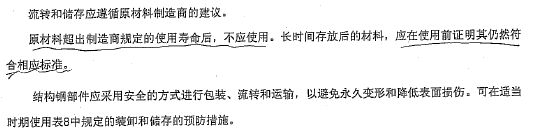 流转和储存应遵循原材料制造商的建议。
原材料超出制造商规定的使用寿命后，不应使用。长时间存放后的材料，应在使用前证明其仍然符
合相应标准。
结构钢部件应采用安全的方式进行包装、流转和运输，以避免永久变形和降低表面损伤。可在适当
时期使用表8中规定的装卸和储存的预防措施。